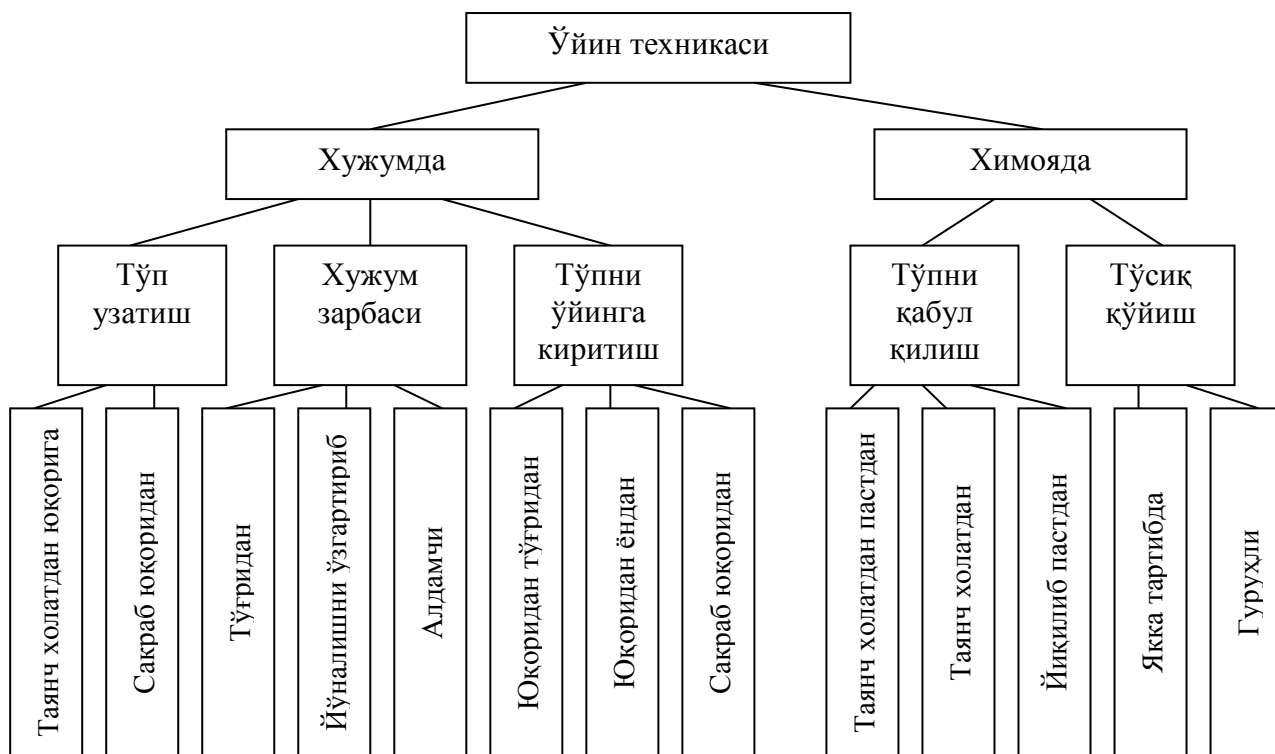 Ўйин техникаси
Хужумда
Химояда
Тўп
узатиш
Хужум
зарбаси
Тўпни
ўйинга
киритиш
Тўпни
қабул
қилиш
Тўсиқ
қўйиш
Таянч холатдан юқорига
Сакраб юқоридан
Тўғридан
Йўналишни ўзгартириб
Алдамчи
Юқоридан тўғридан
Юқоридан ёндан
Сакраб юқоридан
Таянч холатдан пастдан
Таянч холатдан
Йиқилиб пастдан
Якка тартибда
Гуруҳли